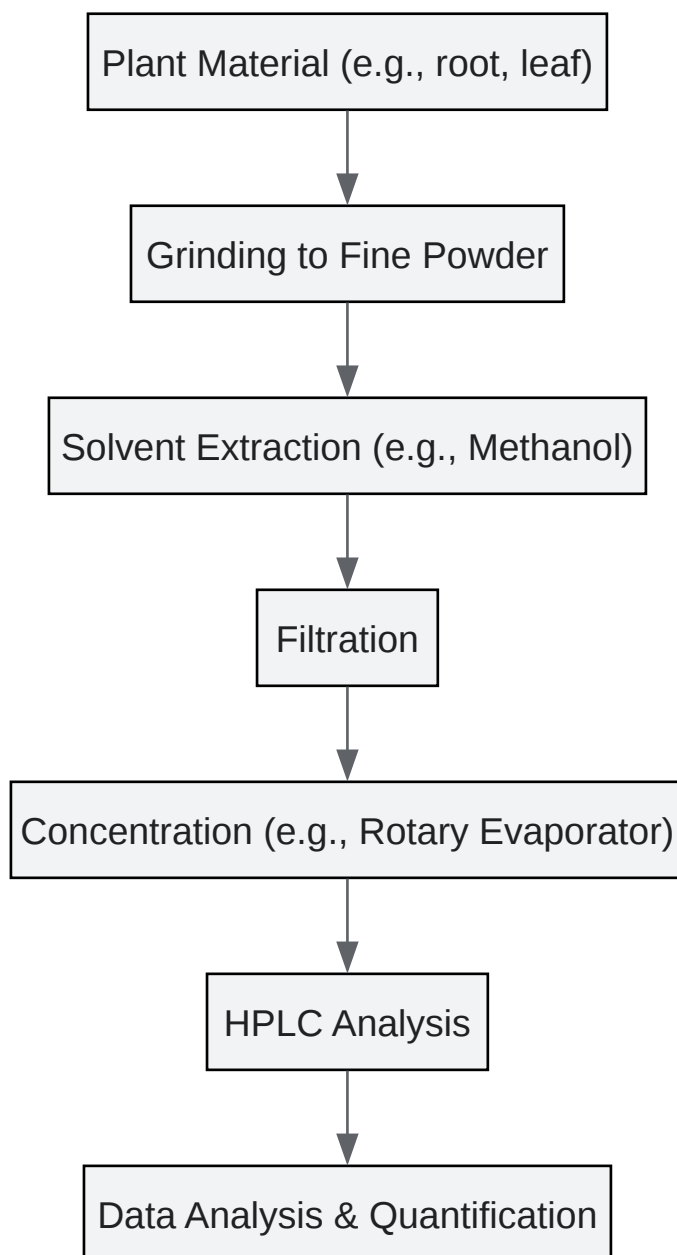 Plant Material (e.g., root, leaf)
Grinding to Fine Powder
Solvent Extraction (e.g., Methanol)
Filtration
Concentration (e.g., Rotary Evaporator)
HPLC Analysis
Data Analysis & Quantification